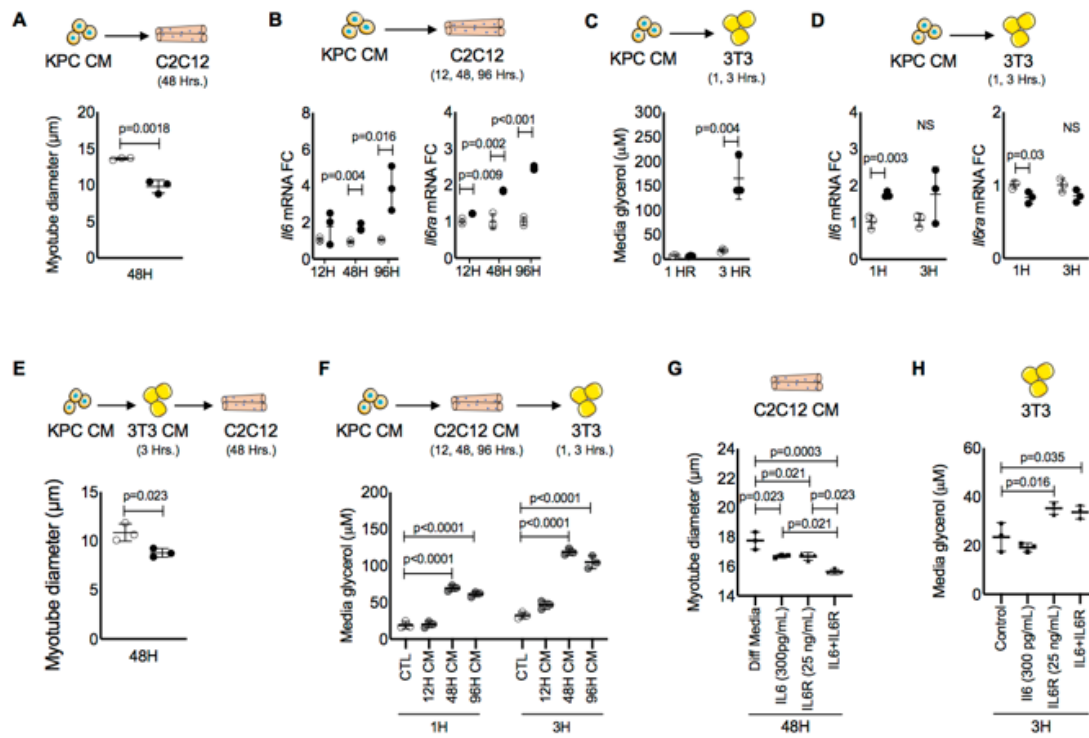 A
KPC CM
C2C12
(48 Hrs.)
Myotube diameter (μm)
20
15
10
5
0
p=0.0018
48H
B
KPC CM
C2C12
(12, 48, 96 Hrs.)
Il6 mRNA FC
8
6
4
2
0
p=0.016
p=0.004
12H 48H 96H
Il6ra mRNA FC
4
3
2
1
0
p<0.001
p=0.002
p=0.009
12H 48H 96H
C
KPC CM
3T3
(1, 3 Hrs.)
Media glycerol (μM)
300
250
200
150
100
50
0
p=0.004
1 HR 3 HR
D
KPC CM
3T3
(1, 3 Hrs.)
Il6 mRNA FC
4
3
2
1
0
NS
p=0.003
1H 3H
Il6ra mRNA FC
2
1
0
NS
p=0.03
1H 3H
E
KPC CM
3T3 CM
(3 Hrs.)
C2C12
(48 Hrs.)
Myotube diameter (μm)
15
10
5
0
p=0.023
48H
F
KPC CM
C2C12 CM
(12, 48, 96 Hrs.)
3T3
(1, 3 Hrs.)
Media glycerol (μM)
200
150
100
50
0
p<0.0001
p<0.0001
p<0.0001
p<0.0001
CTL
12H CM
48H CM
96H CM
1H
CTL
12H CM
48H CM
96H CM
3H
G
C2C12 CM
Myotube diameter (μm)
24
22
20
18
16
14
p=0.0003
p=0.021
p=0.023
p=0.023
p=0.021
Diff Media
IL6 (300pg/mL)
IL6R (25 ng/mL)
IL6+IL6R
48H
H
3T3
Media glycerol (μM)
60
40
20
0
p=0.035
p=0.016
Control
Il6 (300 pg/mL)
IL6R (25 ng/mL)
IL6+IL6R
3H